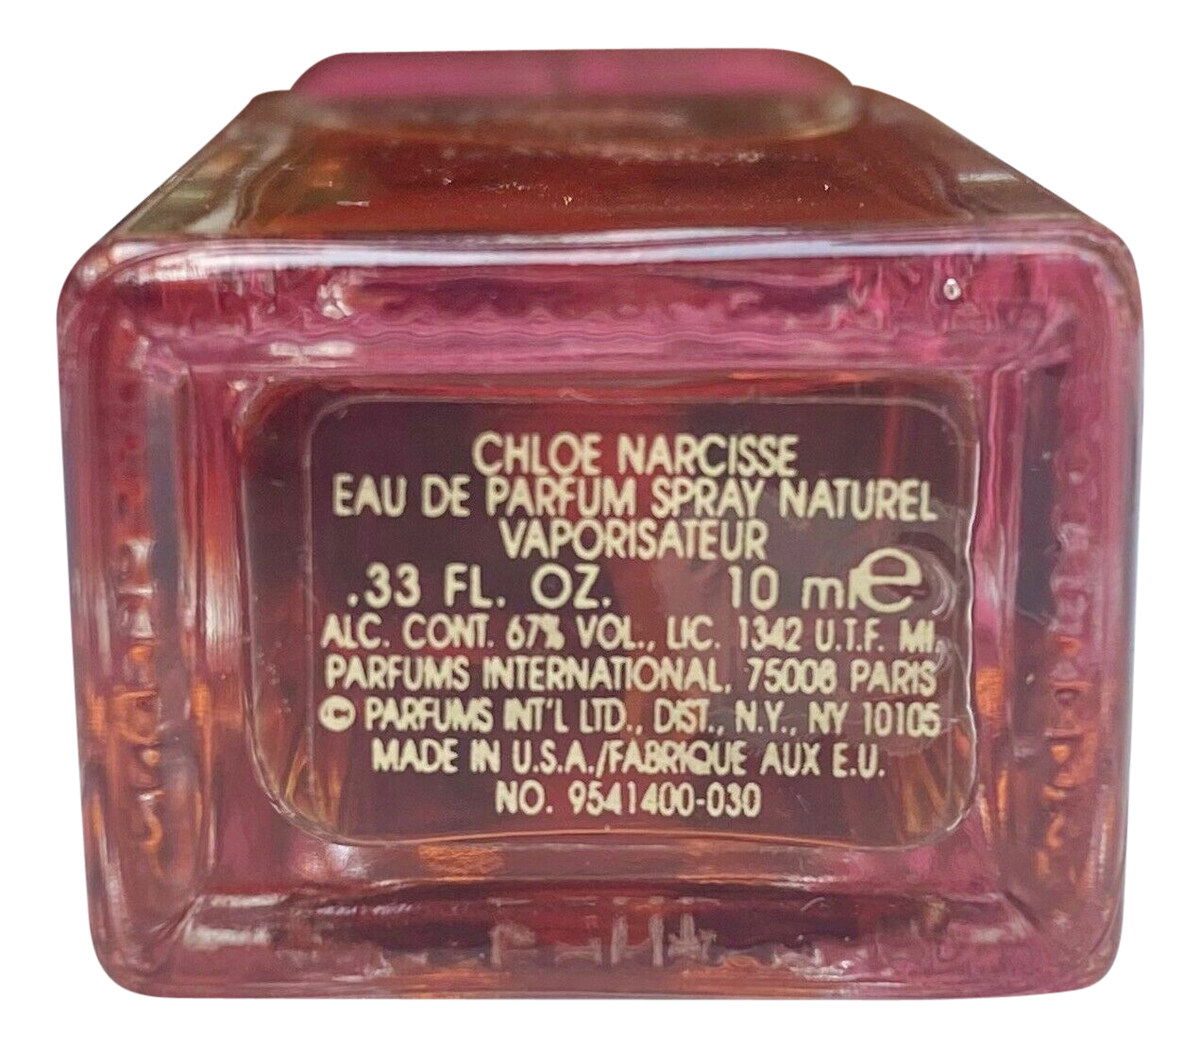 CHLOE NARCISSE
EAU DE PARFUM SPRAY NATUREL
VAPORISATEUR
.33 FL. OZ. 10 ml e
ALC. CONT. 67% VOL., LIC. 1342 U.T.F. MI.
PARFUMS INTERNATIONAL, 75008 PARIS
© PARFUMS INT'L LTD., DIST., N.Y., NY 10105
MADE IN U.S.A./FABRIQUE AUX E.U.
NO. 9541400-030